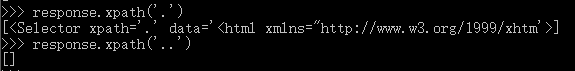 >>> response.xpath('.')
[<Selector xpath='.' data='<html xmlns="http://www.w3.org/1999/xhtm'>]
>>> response.xpath('..')
[]